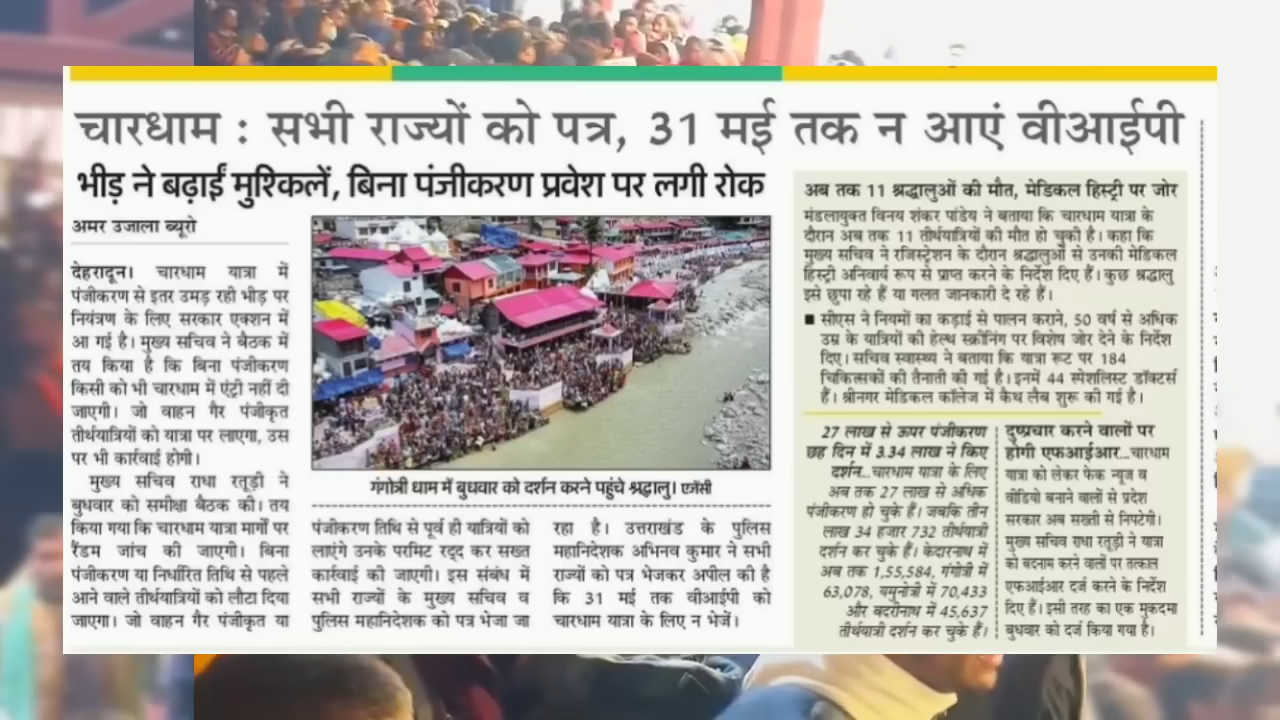 चारधाम : सभी राज्यों को पत्र, 31 मई तक न आएं वीआईपी
भीड़ ने बढ़ाईं मुश्किलें, बिना पंजीकरण प्रवेश पर लगी रोक
अमर उजाला ब्यूरो
देहरादून। चारधाम यात्रा में
पंजीकरण से इतर उमड़ रही भीड़ पर
नियंत्रण के लिए सरकार एक्शन में
आ गई है। मुख्य सचिव ने बैठक में
तय किया है कि बिना पंजीकरण
किसी को भी चारधाम में एंट्री नहीं दी
जाएगी। जो वाहन गैर पंजीकृत
तीर्थयात्रियों को यात्रा पर लाएगा, उस
पर भी कार्रवाई होगी।
मुख्य सचिव राधा रतूड़ी ने
बुधवार को समीक्षा बैठक की। तय
किया गया कि चारधाम यात्रा मार्गों पर
रैंडम जांच की जाएगी। बिना
पंजीकरण या निर्धारित तिथि से पहले
आने वाले तीर्थयात्रियों को लौटा दिया
जाएगा। जो वाहन गैर पंजीकृत या
गंगोत्री धाम में बुधवार को दर्शन करने पहुंचे श्रद्धालु। एजेंसी
पंजीकरण तिथि से पूर्व ही यात्रियों को
लाएंगे उनके परमिट रद्द कर सख्त
कार्रवाई की जाएगी। इस संबंध में
सभी राज्यों के मुख्य सचिव व
पुलिस महानिदेशक को पत्र भेजा जा
रहा है। उत्तराखंड के पुलिस
महानिदेशक अभिनव कुमार ने सभी
राज्यों को पत्र भेजकर अपील की है
कि 31 मई तक वीआईपी को
चारधाम यात्रा के लिए न भेजें।
अब तक 11 श्रद्धालुओं की मौत, मेडिकल हिस्ट्री पर जोर
मंडलायुक्त विनय शंकर पांडेय ने बताया कि चारधाम यात्रा के
दौरान अब तक 11 तीर्थयात्रियों की मौत हो चुकी है। कहा कि
मुख्य सचिव ने रजिस्ट्रेशन के दौरान श्रद्धालुओं से उनकी मेडिकल
हिस्ट्री अनिवार्य रूप से प्राप्त करने के निर्देश दिए हैं। कुछ श्रद्धालु
इसे छुपा रहे हैं या गलत जानकारी दे रहे हैं।
■ सीएस ने नियमों का कड़ाई से पालन कराने, 50 वर्ष से अधिक
उम्र के यात्रियों की हेल्थ स्क्रीनिंग पर विशेष जोर देने के निर्देश
दिए। सचिव स्वास्थ्य ने बताया कि यात्रा रूट पर 184
चिकित्सकों की तैनाती की गई है। इनमें 44 स्पेशलिस्ट डॉक्टर्स
हैं। श्रीनगर मेडिकल कॉलेज में कैथ लैब शुरू की गई है।
27 लाख से ऊपर पंजीकरण
छह दिन में 3.34 लाख ने किए
दर्शन...चारधाम यात्रा के लिए
अब तक 27 लाख से अधिक
पंजीकरण हो चुके हैं। जबकि तीन
लाख 34 हजार 732 तीर्थयात्री
दर्शन कर चुके हैं। केदारनाथ में
अब तक 1,55,584, गंगोत्री में
63,078, यमुनोत्री में 70,433
और बदरीनाथ में 45,637
तीर्थयात्री दर्शन कर चुके हैं।
दुष्प्रचार करने वालों पर
होगी एफआईआर...चारधाम
यात्रा को लेकर फेक न्यूज व
वीडियो बनाने वालों से प्रदेश
सरकार अब सख्ती से निपटेगी।
मुख्य सचिव राधा रतूड़ी ने यात्रा
को बदनाम करने वालों पर तत्काल
एफआईआर दर्ज करने के निर्देश
दिए हैं। इसी तरह का एक मुकदमा
बुधवार को दर्ज किया गया है।